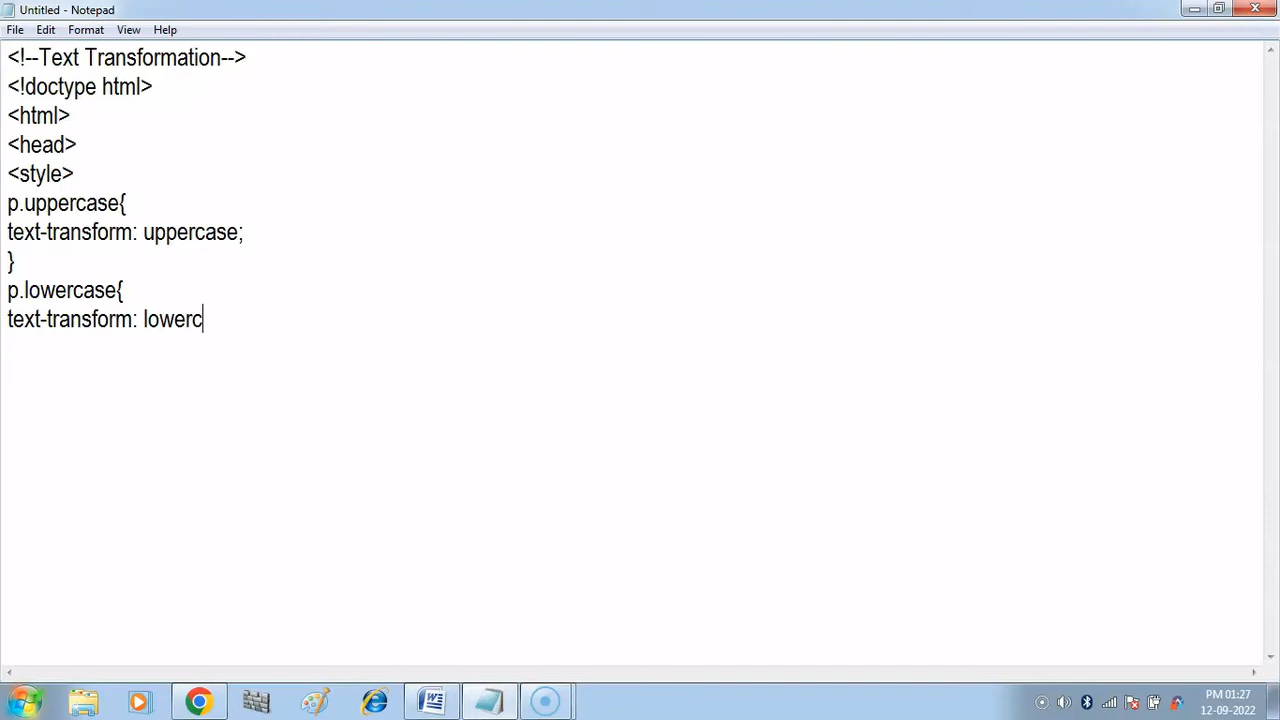 Untitled - Notepad
File Edit Format View Help
<!--Text Transformation-->
<!doctype html>
<html>
<head>
<style>
p.uppercase{
text-transform: uppercase;
}
p.lowercase{
text-transform: lowerc
PM 01:27
12-09-2022